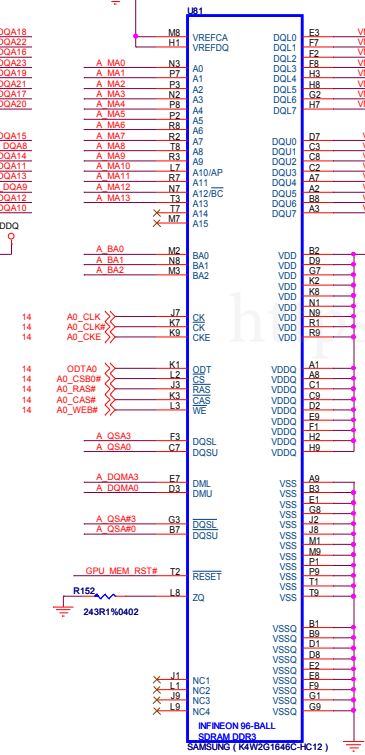 U81
DQA18
DQA22
DQA16
DQA23
DQA19
DQA21
DQA17
DQA20
DQA15
DQA8
DQA14
DQA11
DQA13
DQA9
DQA12
DQA10
DDQ
M8 VREFCA
H1 VREFDQ
A_MA0 N3 A0
A_MA1 P7 A1
A_MA2 P3 A2
A_MA3 N2 A3
A_MA4 P8 A4
A_MA5 P2 A5
A_MA6 R8 A6
A_MA7 R2 A7
A_MA8 T8 A8
A_MA9 R3 A9
A_MA10 L7 A10/AP
A_MA11 R7 A11
A_MA12 N7 A12/BC
A_MA13 T3 A13
T7 A14
M7 A15
A_BA0 M2 BA0
A_BA1 N8 BA1
A_BA2 M3 BA2
14 A0_CLK J7 CK
14 A0_CLK# K7 CK
14 A0_CKE K9 CKE
14 ODTA0 K1 ODT
14 A0_CSB0# L2 CS
14 A0_RAS# J3 RAS
14 A0_CAS# K3 CAS
14 A0_WEB# L3 WE
A_QSA3 F3 DQSL
A_QSA0 C7 DQSU
A_DQMA3 E7 DML
A_DQMA0 D3 DMU
A_QSA#3 G3 DQSL
A_QSA#0 B7 DQSU
GPU_MEM_RST# T2 RESET
R152 L8 ZQ
243R1%0402
J1 NC1
L1 NC2
J9 NC3
L9 NC4
DQL0 E3
DQL1 F7
DQL2 F2
DQL3 F8
DQL4 H3
DQL5 H8
DQL6 G2
DQL7 H7
DQU0 D7
DQU1 C3
DQU2 C8
DQU3 C2
DQU4 A7
DQU5 A2
DQU6 B8
DQU7 A3
VDD B2
VDD D9
VDD G7
VDD K2
VDD K8
VDD N1
VDD N9
VDD R1
VDD R9
VDDQ A1
VDDQ A8
VDDQ C1
VDDQ C9
VDDQ D2
VDDQ E9
VDDQ F1
VDDQ H2
VDDQ H9
VSS A9
VSS B3
VSS E1
VSS G8
VSS J2
VSS J8
VSS M1
VSS M9
VSS P1
VSS P9
VSS T1
VSS T9
VSSQ B1
VSSQ B9
VSSQ D1
VSSQ D8
VSSQ E2
VSSQ E8
VSSQ F9
VSSQ G1
VSSQ G9
INFINEON 96-BALL
SDRAM DDR3
SAMSUNG ( K4W2G1646C-HC12 )
http